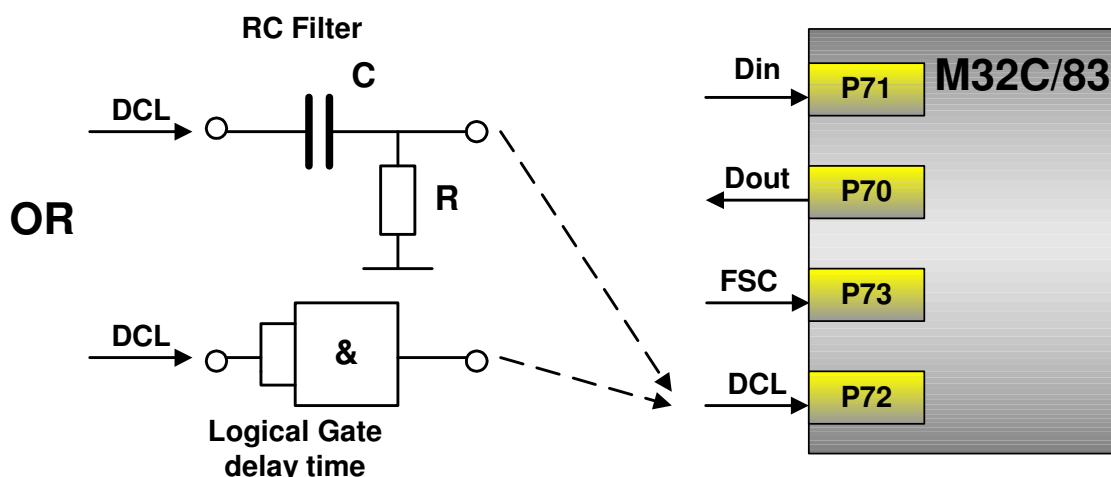 RC Filter
C
DCL
R
OR
DCL
&
Logical Gate
delay time
M32C/83
Din
P71
Dout
P70
FSC
P73
DCL
P72